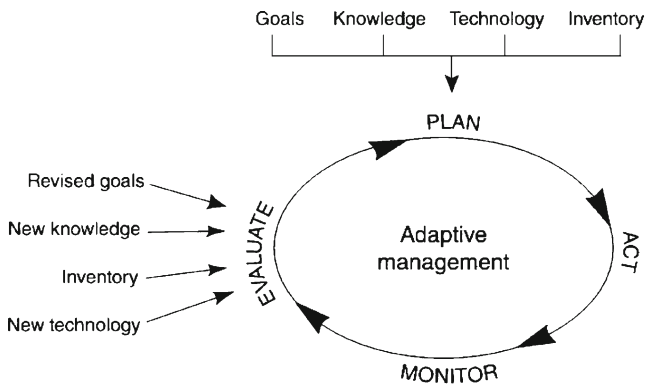 Goals Knowledge Technology Inventory
PLAN
Revised goals
New knowledge
Inventory
New technology
EVALUATE
Adaptive
management
ACT
MONITOR